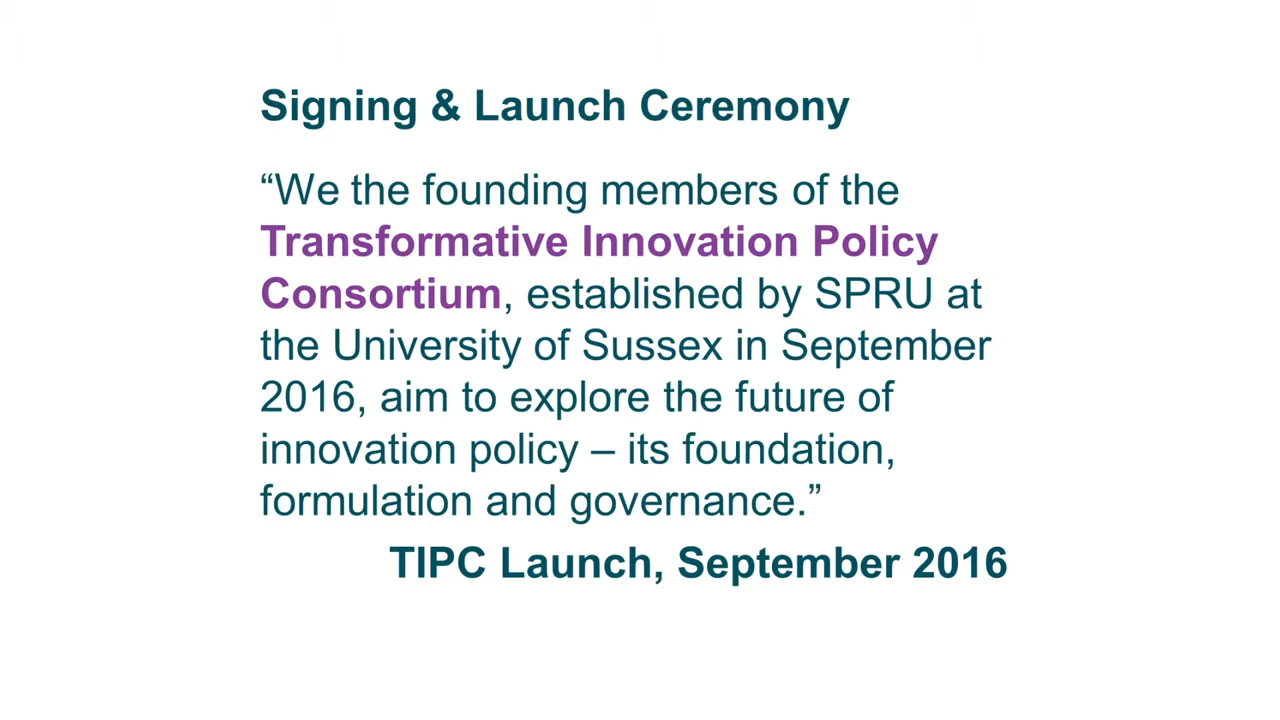 Signing & Launch Ceremony
“We the founding members of the
Transformative Innovation Policy
Consortium, established by SPRU at
the University of Sussex in September
2016, aim to explore the future of
innovation policy – its foundation,
formulation and governance.”
TIPC Launch, September 2016